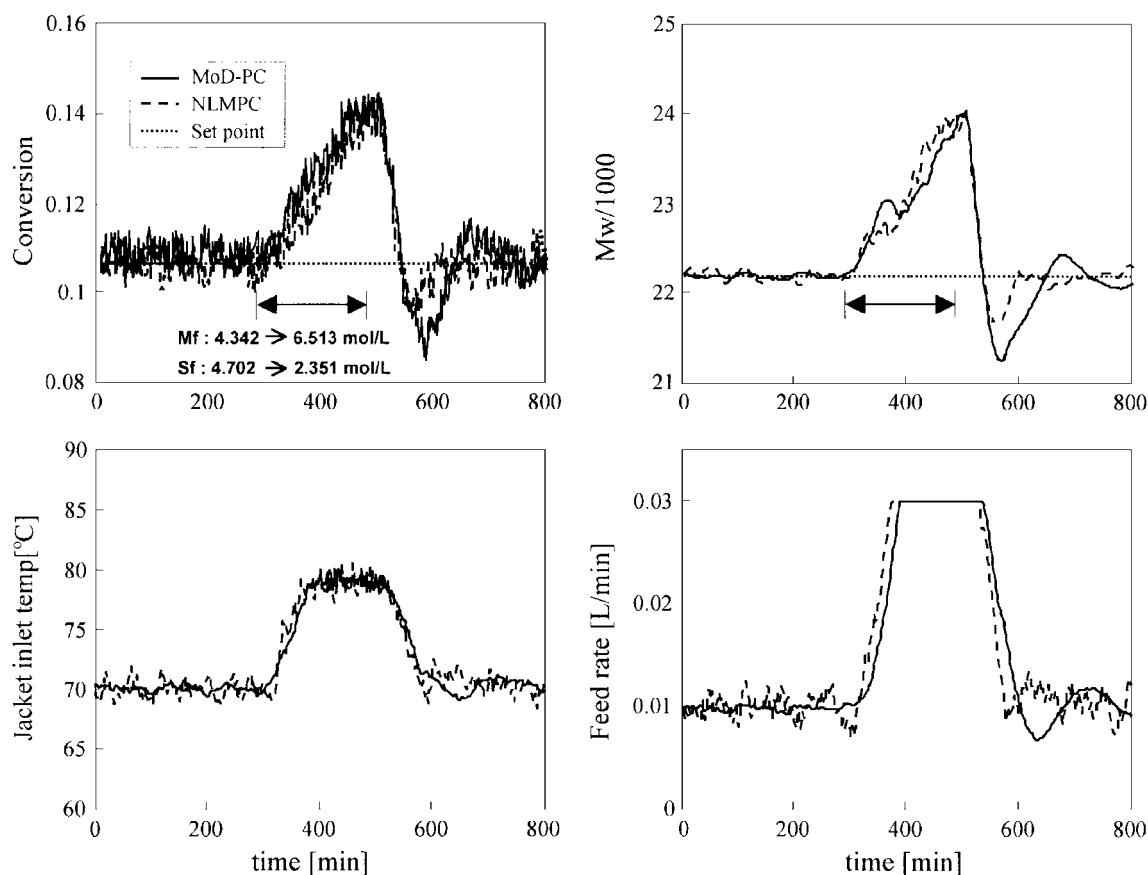 0.16
0.14
0.12
0.1
0.08
Conversion
MoD-PC
NLMPC
Set point
Mf : 4.342 → 6.513 mol/L
Sf : 4.702 → 2.351 mol/L
0 200 400 600 800
25
24
23
22
21
Mw/1000
0 200 400 600 800
90
85
80
75
70
65
60
Jacket inlet temp[°C]
0 200 400 600 800
time [min]
0.03
0.02
0.01
0
Feed rate [L/min]
0 200 400 600 800
time [min]